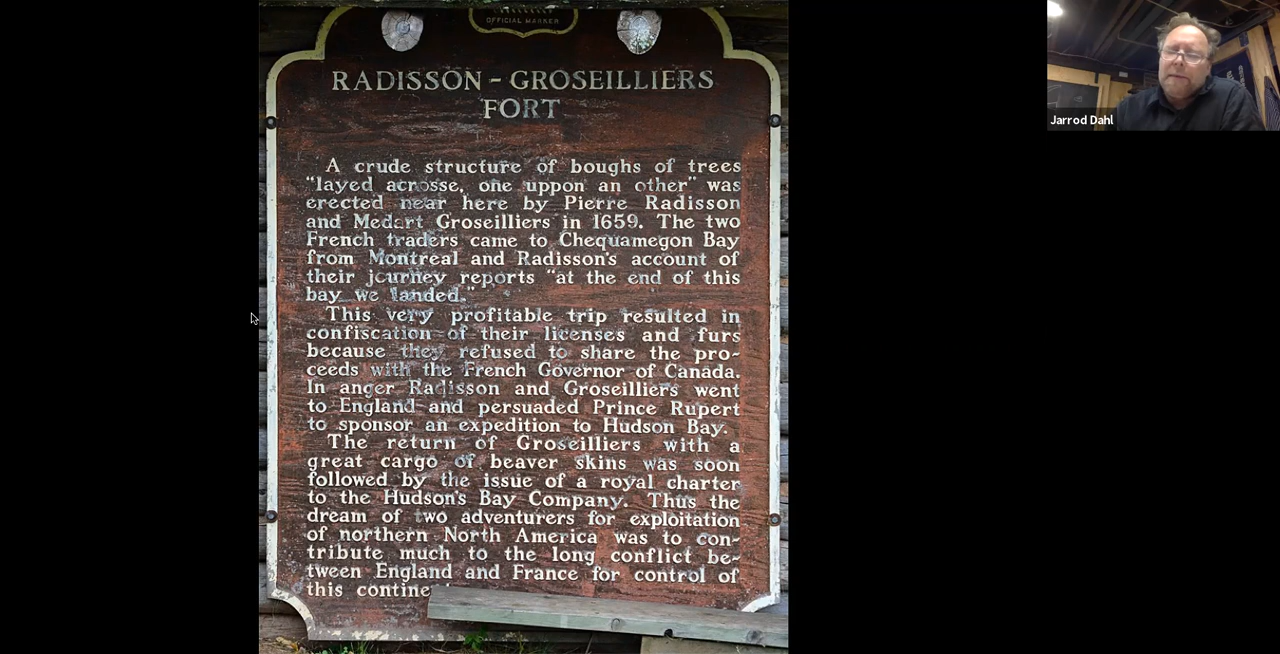 OFFICIAL MARKER
RADISSON - GROSEILLIERS
FORT
A crude structure of boughs of trees
"layed acrosse, one uppon an other" was
erected near here by Pierre Radisson
and Medart Groseilliers in 1659. The two
French traders came to Chequamegon Bay
from Montreal and Radisson's account of
their journey reports "at the end of this
bay we landed."
This very profitable trip resulted in
confiscation of their licenses and furs
because they refused to share the pro-
ceeds with the French Governor of Canada.
In anger Radisson and Groseilliers went
to England and persuaded Prince Rupert
to sponsor an expedition to Hudson Bay.
The return of Groseilliers with a
great cargo of beaver skins was soon
followed by the issue of a royal charter
to the Hudson's Bay Company. Thus the
dream of two adventurers for exploitation
of northern North America was to con-
tribute much to the long conflict be-
tween England and France for control of
this contine
Jarrod Dahl